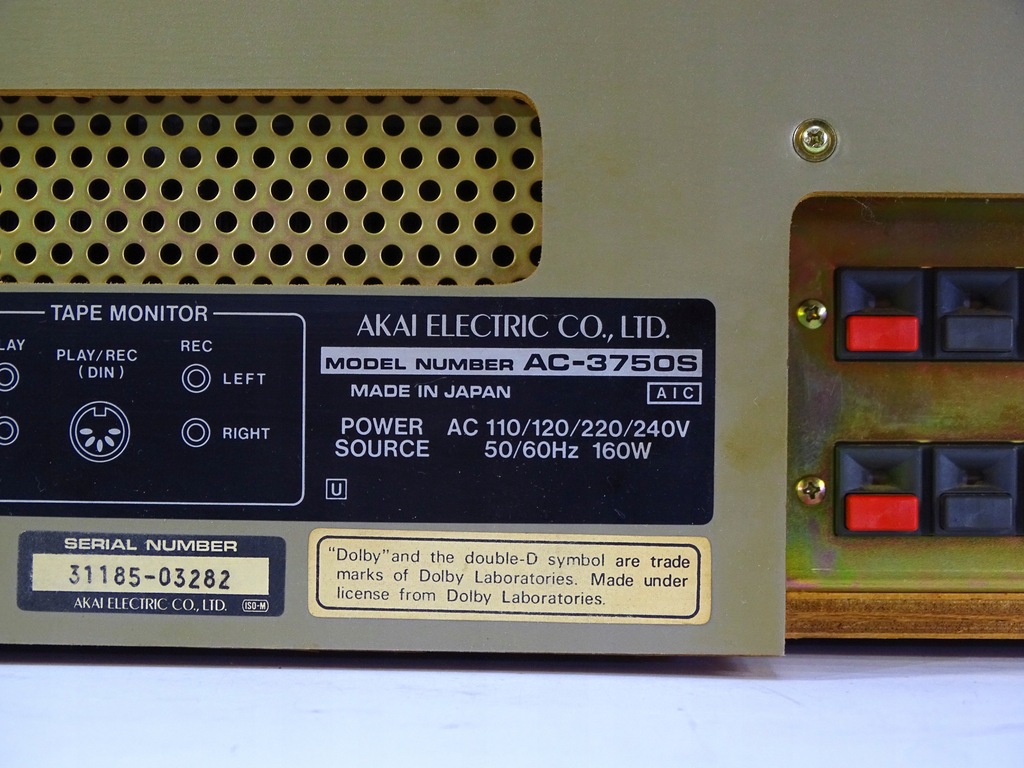 TAPE MONITOR
LAY
PLAY/REC
(DIN)
REC
LEFT
RIGHT
AKAI ELECTRIC CO., LTD.
MODEL NUMBER AC-3750S
MADE IN JAPAN
AIC
POWER SOURCE AC 110/120/220/240V
50/60Hz 160W
U
SERIAL NUMBER
31185-03282
AKAI ELECTRIC CO., LTD. ISO-M
"Dolby" and the double-D symbol are trade
marks of Dolby Laboratories. Made under
license from Dolby Laboratories.